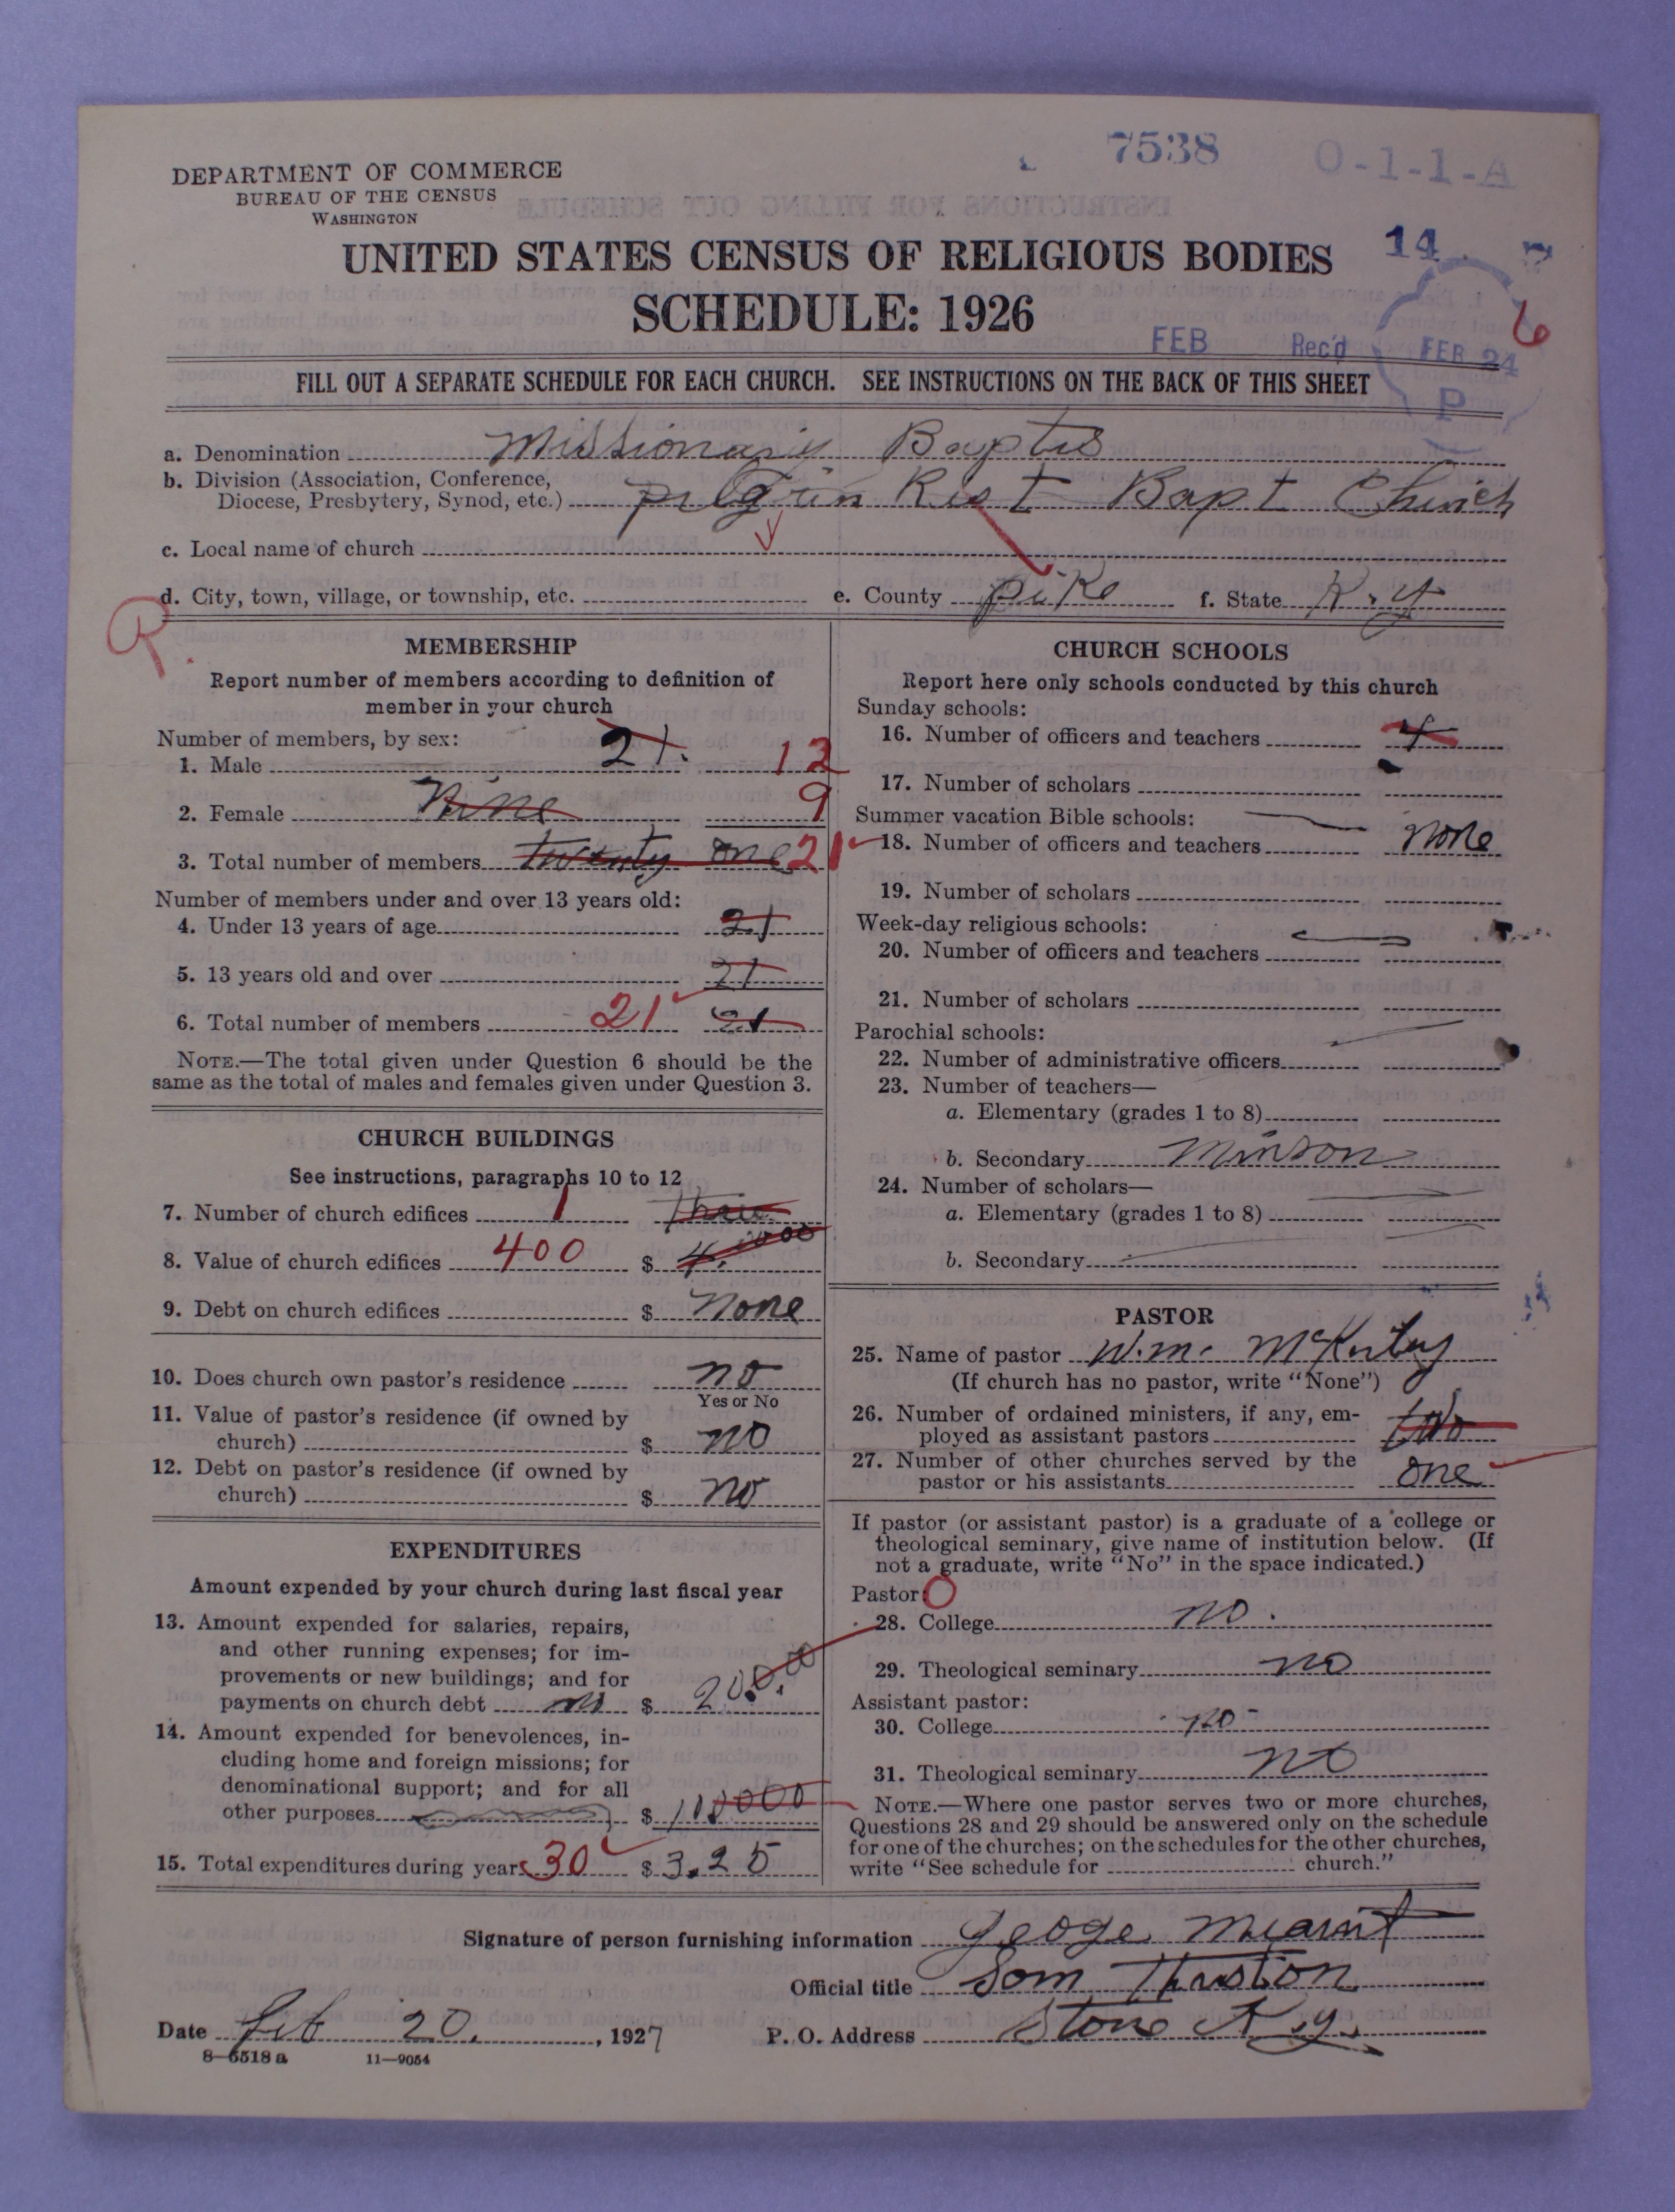 7538
O-1-1-A
DEPARTMENT OF COMMERCE
BUREAU OF THE CENSUS
WASHINGTON
UNITED STATES CENSUS OF RELIGIOUS BODIES
14
SCHEDULE: 1926
6
FEB Rec'd FEB 24
P
FILL OUT A SEPARATE SCHEDULE FOR EACH CHURCH. SEE INSTRUCTIONS ON THE BACK OF THIS SHEET
a. Denomination Missionary Baptis
b. Division (Association, Conference,
Diocese, Presbytery, Synod, etc.) pilgrim Rest Bapt Church
c. Local name of church
d. City, town, village, or township, etc. e. County Pike f. State K.y
MEMBERSHIP
Report number of members according to definition of
member in your church
Number of members, by sex:
1. Male 21. 12
2. Female Nine 9
3. Total number of members twenty one 21
Number of members under and over 13 years old:
4. Under 13 years of age 21
5. 13 years old and over 21
6. Total number of members 21 21
NOTE.—The total given under Question 6 should be the
same as the total of males and females given under Question 3.
CHURCH BUILDINGS
See instructions, paragraphs 10 to 12
7. Number of church edifices 1
8. Value of church edifices 400 $
9. Debt on church edifices $ None
10. Does church own pastor's residence no
Yes or No
11. Value of pastor's residence (if owned by
church) $ no
12. Debt on pastor's residence (if owned by
church) $ no
EXPENDITURES
Amount expended by your church during last fiscal year
13. Amount expended for salaries, repairs,
and other running expenses; for im-
provements or new buildings; and for
payments on church debt $
14. Amount expended for benevolences, in-
cluding home and foreign missions; for
denominational support; and for all
other purposes $
15. Total expenditures during year 30 $ 3.25
CHURCH SCHOOLS
Report here only schools conducted by this church
Sunday schools:
16. Number of officers and teachers 4
17. Number of scholars
Summer vacation Bible schools:
18. Number of officers and teachers none
19. Number of scholars
Week-day religious schools:
20. Number of officers and teachers
21. Number of scholars
Parochial schools:
22. Number of administrative officers
23. Number of teachers—
a. Elementary (grades 1 to 8)
b. Secondary
24. Number of scholars—
a. Elementary (grades 1 to 8)
b. Secondary
PASTOR
25. Name of pastor W.m.
(If church has no pastor, write "None")
26. Number of ordained ministers, if any, em-
ployed as assistant pastors two
27. Number of other churches served by the
pastor or his assistants one
If pastor (or assistant pastor) is a graduate of a college or
theological seminary, give name of institution below. (If
not a graduate, write "No" in the space indicated.)
Pastor:
28. College no.
29. Theological seminary no
Assistant pastor:
30. College no
31. Theological seminary no
NOTE.—Where one pastor serves two or more churches,
Questions 28 and 29 should be answered only on the schedule
for one of the churches; on the schedules for the other churches,
write "See schedule for church."
Signature of person furnishing information Geoge
Official title Som
Date Feb 20, 1927 P. O. Address Stone K.y.
8-6518 a 11-9054